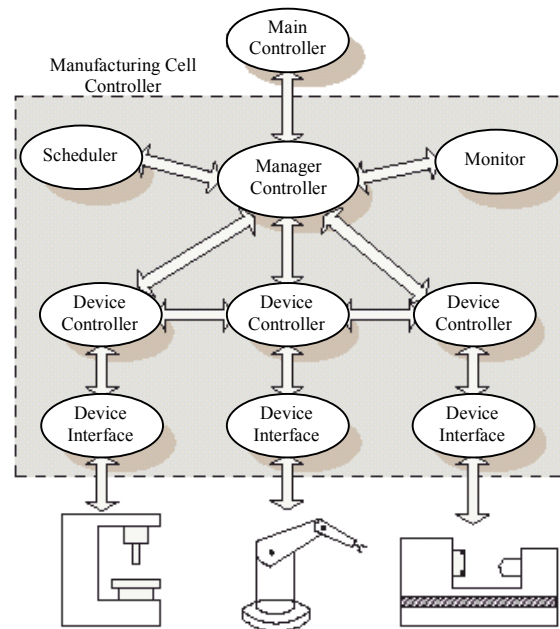 Main
Controller
Manufacturing Cell
Controller
Scheduler
Manager
Controller
Monitor
Device
Controller
Device
Controller
Device
Controller
Device
Interface
Device
Interface
Device
Interface